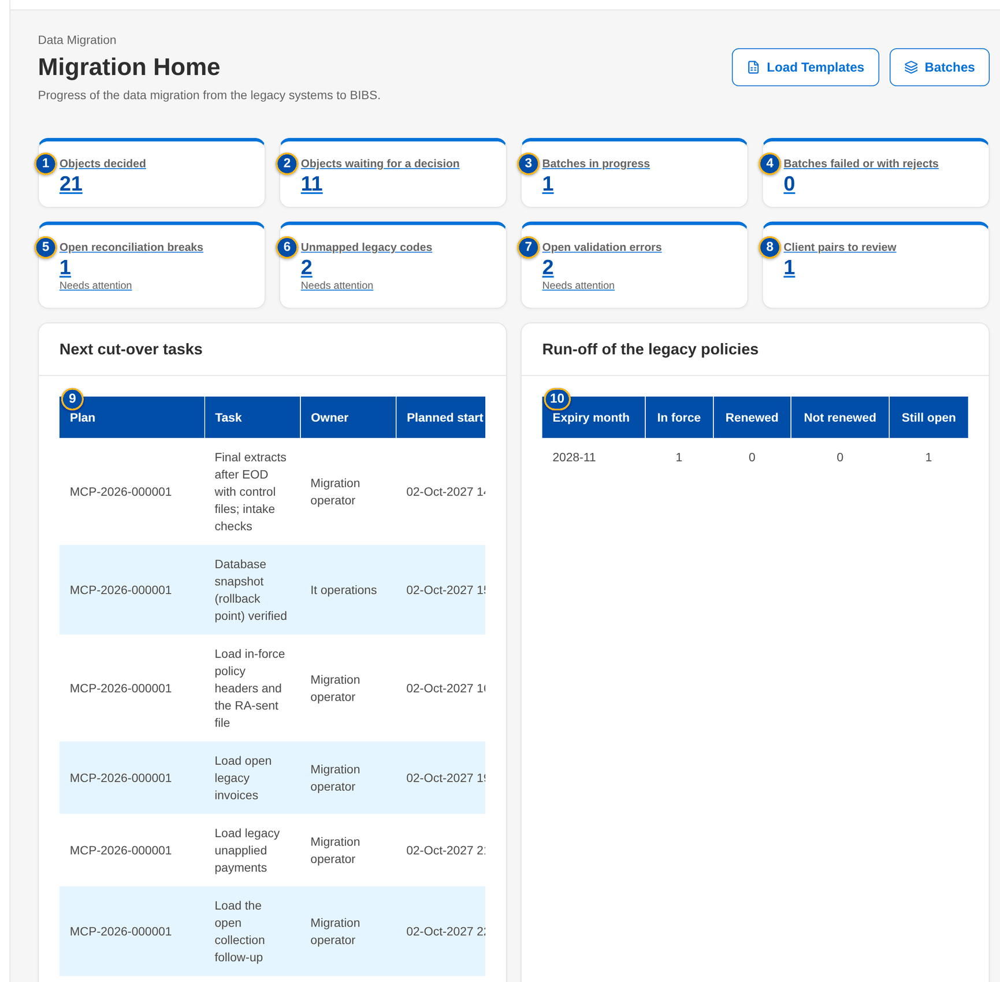 Data Migration
Migration Home
Progress of the data migration from the legacy systems to BIBS.
Load Templates
Batches
1 Objects decided
21
2 Objects waiting for a decision
11
3 Batches in progress
1
4 Batches failed or with rejects
0
5 Open reconciliation breaks
1
Needs attention
6 Unmapped legacy codes
2
Needs attention
7 Open validation errors
2
Needs attention
8 Client pairs to review
1
Next cut-over tasks
9
Plan Task Owner Planned start
MCP-2026-000001
Final extracts
after EOD
with control
files; intake
checks
Migration
operator
02-Oct-2027
MCP-2026-000001
Database
snapshot
(rollback
point) verified
It operations
02-Oct-2027
MCP-2026-000001
Load in-force
policy
headers and
the RA-sent
file
Migration
operator
02-Oct-2027
MCP-2026-000001
Load open
legacy
invoices
Migration
operator
02-Oct-2027
MCP-2026-000001
Load legacy
unapplied
payments
Migration
operator
02-Oct-2027
MCP-2026-000001
Load the
open
collection
follow-up
Migration
operator
02-Oct-2027
Run-off of the legacy policies
10
Expiry month In force Renewed Not renewed Still open
2028-11 1 0 0 1